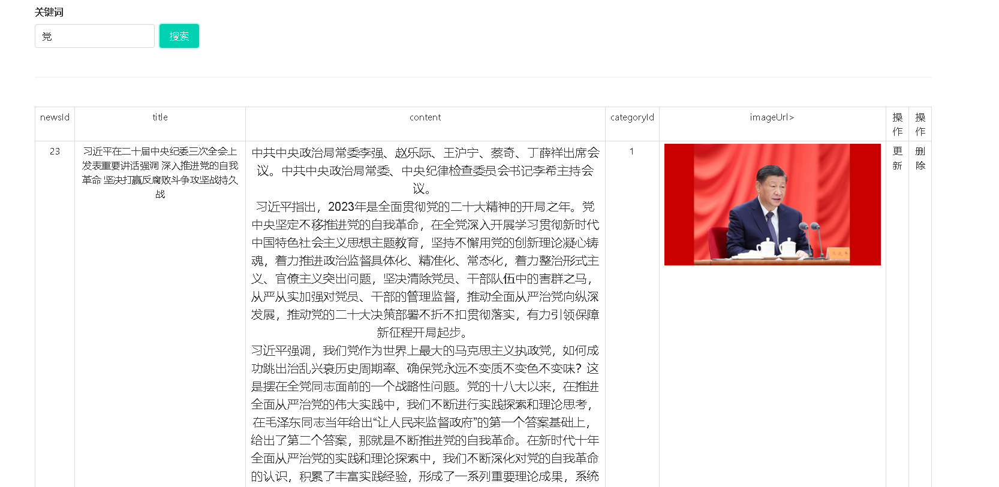 关键词
党
搜索
newsId title content categoryId imageUrl> 操作 操作
23
习近平在二十届中央纪委三次全会上
发表重要讲话强调 深入推进党的自我
革命 坚决打赢反腐败斗争攻坚战持久
战
中共中央政治局常委李强、赵乐际、王沪宁、蔡奇、丁薛祥出席会
议。中共中央政治局常委、中央纪律检查委员会书记李希主持会
议。
习近平指出，2023年是全面贯彻党的二十大精神的开局之年。党
中央坚定不移推进党的自我革命，在全党深入开展学习贯彻新时代
中国特色社会主义思想主题教育，坚持不懈用党的创新理论凝心铸
魂，着力推进政治监督具体化、精准化、常态化，着力整治形式主
义、官僚主义突出问题，坚决清除党员、干部队伍中的害群之马，
从严从实加强对党员、干部的管理监督，推动全面从严治党向纵深
发展，推动党的二十大决策部署不折不扣贯彻落实，有力引领保障
新征程开局起步。
习近平强调，我们党作为世界上最大的马克思主义执政党，如何成
功跳出治乱兴衰历史周期率、确保党永远不变质不变色不变味？这
是摆在全党同志面前的一个战略性问题。党的十八大以来，在推进
全面从严治党的伟大实践中，我们不断进行实践探索和理论思考，
在毛泽东同志当年给出“让人民来监督政府”的第一个答案基础上，
给出了第二个答案，那就是不断推进党的自我革命。在新时代十年
全面从严治党的实践和理论探索中，我们不断深化对党的自我革命
的认识，积累了丰富实践经验，形成了一系列重要理论成果，系统
1
更新
删除